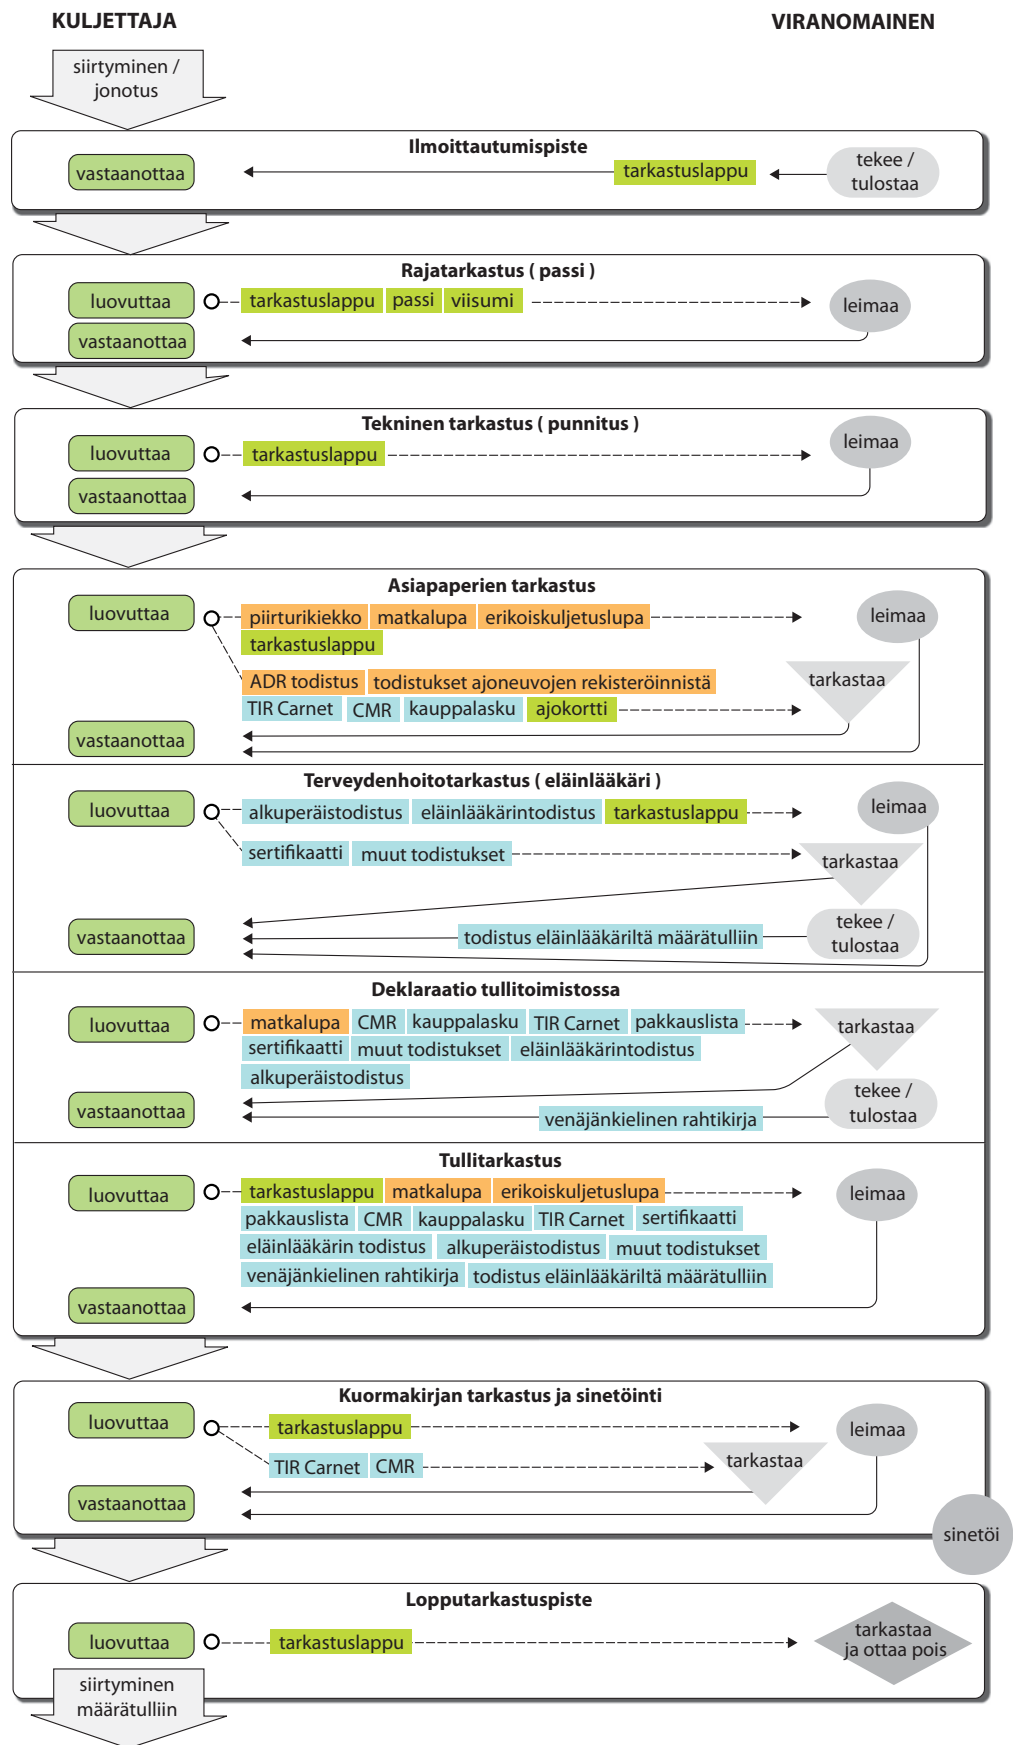 KULJETTAJA
VIRANOMAINEN
siirtyminen /
jonotus
Ilmoittautumispiste
vastaanottaa
tarkastuslappu
tekee /
tulostaa
Rajatarkastus ( passi )
luovuttaa
tarkastuslappu
passi
viisumi
leimaa
vastaanottaa
Tekninen tarkastus ( punnitus )
luovuttaa
tarkastuslappu
leimaa
vastaanottaa
Asiapaperien tarkastus
luovuttaa
piirturikiekko
matkalupa
erikoiskuljetuslupa
leimaa
tarkastuslappu
ADR todistus
todistukset ajoneuvojen rekisteröinnistä
tarkastaa
TIR Carnet
CMR
kauppalasku
ajokortti
vastaanottaa
Terveydenhoitotarkastus ( eläinlääkäri )
luovuttaa
alkuperäistodistus
eläinlääkärintodistus
tarkastuslappu
leimaa
sertifikaatti
muut todistukset
tarkastaa
vastaanottaa
todistus eläinlääkäriltä määrätulliin
tekee /
tulostaa
Deklaraatio tullitoimistossa
luovuttaa
matkalupa
CMR
kauppalasku
TIR Carnet
pakkauslista
tarkastaa
sertifikaatti
muut todistukset
eläinlääkärintodistus
alkuperäistodistus
vastaanottaa
venäjänkielinen rahtikirja
tekee /
tulostaa
Tullitarkastus
luovuttaa
tarkastuslappu
matkalupa
erikoiskuljetuslupa
leimaa
pakkauslista
CMR
kauppalasku
TIR Carnet
sertifikaatti
eläinlääkärin todistus
alkuperäistodistus
muut todistukset
venäjänkielinen rahtikirja
todistus eläinlääkäriltä määrätulliin
vastaanottaa
Kuormakirjan tarkastus ja sinetöinti
luovuttaa
tarkastuslappu
leimaa
TIR Carnet
CMR
tarkastaa
vastaanottaa
sinetöi
Lopputarkastuspiste
luovuttaa
tarkastuslappu
tarkastaa
ja ottaa pois
siirtyminen
määrätulliin